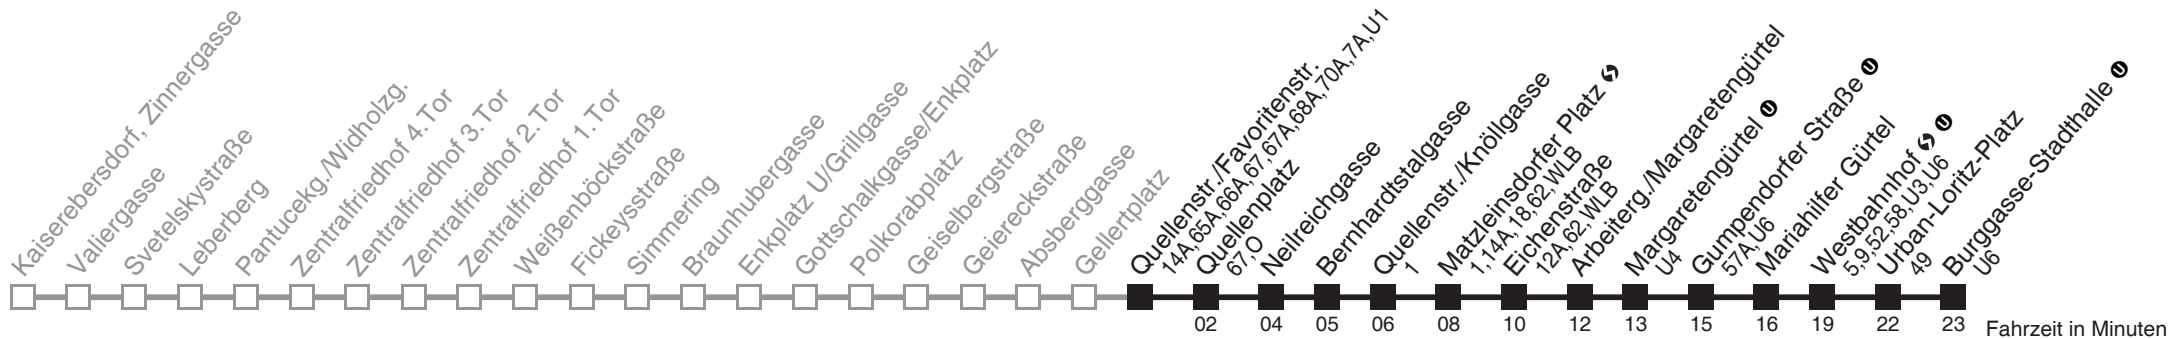 Kaiserebersdorf, Zinnergasse
Valiergasse
Svetelskystraße
Leberberg
Pantucekg./Widholzg.
Zentralfriedhof 4.Tor
Zentralfriedhof 3.Tor
Zentralfriedhof 2.Tor
Zentralfriedhof 1.Tor
Weißenböckstraße
Fickeysstraße
Simmering
Braunhubergasse
Enkplatz U/Grillgasse
Gottschalkgasse/Enkplatz
Polkorabplatz
Geiselbergstraße
Geiereckstraße
Absberggasse
Gellertplatz
Quellenstr./Favoritenstr.
14A,65A,66A,67,67A,68A,70A,7A,U1
Quellenplatz
67,O
Neilreichgasse
Bernhardtstalgasse
Quellenstr./Knöllgasse
1
Matzleinsdorfer Platz
1,14A,18,62,WLB
Eichenstraße
12A,62,WLB
Arbeiterg./Margaretengürtel
Margaretengürtel U
U4
Gumpendorfer Straße U
57A,U6
Mariahilfer Gürtel
Westbahnhof U
5,9,52,58,U3,U6
Urban-Loritz-Platz
49
Burggasse-Stadthalle U
U6
02 04 05 06 08 10 12 13 15 16 19 22 23
Fahrzeit in Minuten